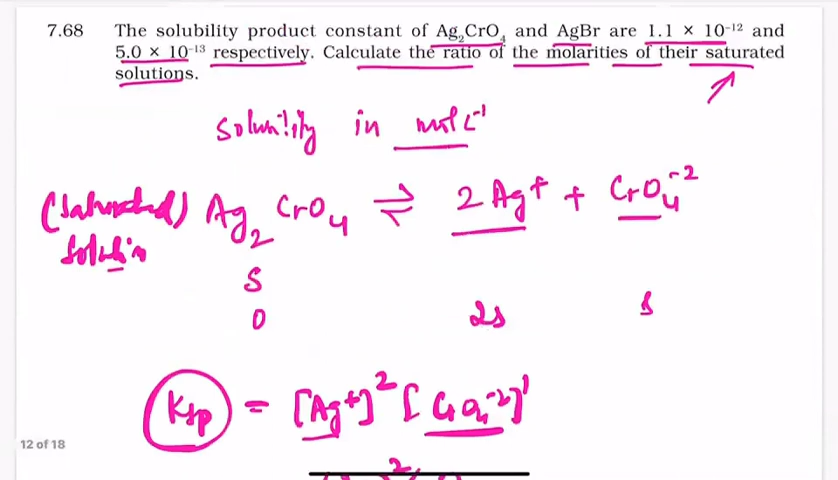 7.68 The solubility product constant of Ag₂CrO₄ and AgBr are 1.1 × 10⁻¹² and
5.0 × 10⁻¹³ respectively. Calculate the ratio of the molarities of their saturated
solutions.
solubility in mol L⁻¹
(Saturated) Ag₂CrO₄ ⇌ 2Ag⁺ + CrO₄⁻²
Solution
S
0 2s s
Ksp = [Ag⁺]² [CrO₄⁻²]¹
12 of 18
2